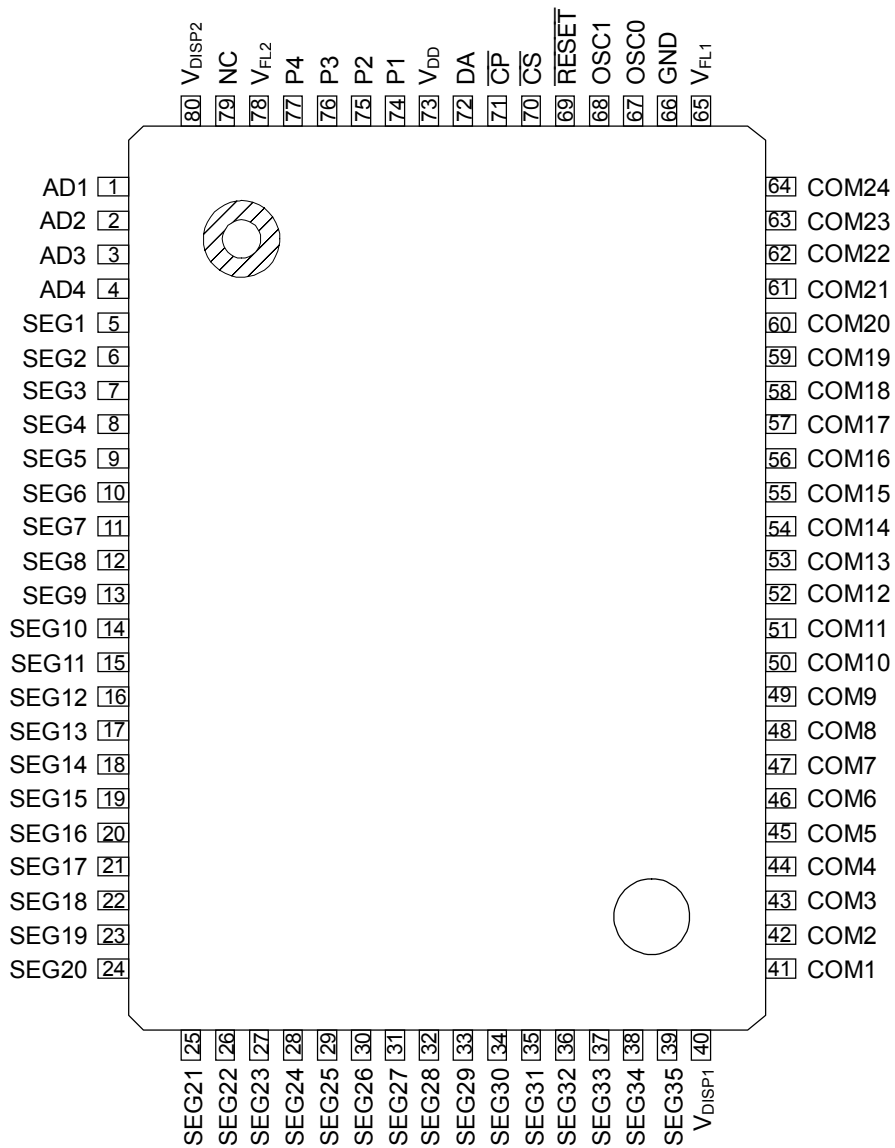 VDISP2 NC VFL2 P4 P3 P2 P1 VDD DA CP CS RESET OSC1 OSC0 GND VFL1
80 79 78 77 76 75 74 73 72 71 70 69 68 67 66 65
AD1 1 64 COM24
AD2 2 63 COM23
AD3 3 62 COM22
AD4 4 61 COM21
SEG1 5 60 COM20
SEG2 6 59 COM19
SEG3 7 58 COM18
SEG4 8 57 COM17
SEG5 9 56 COM16
SEG6 10 55 COM15
SEG7 11 54 COM14
SEG8 12 53 COM13
SEG9 13 52 COM12
SEG10 14 51 COM11
SEG11 15 50 COM10
SEG12 16 49 COM9
SEG13 17 48 COM8
SEG14 18 47 COM7
SEG15 19 46 COM6
SEG16 20 45 COM5
SEG17 21 44 COM4
SEG18 22 43 COM3
SEG19 23 42 COM2
SEG20 24 41 COM1
25 26 27 28 29 30 31 32 33 34 35 36 37 38 39 40
SEG21 SEG22 SEG23 SEG24 SEG25 SEG26 SEG27 SEG28 SEG29 SEG30 SEG31 SEG32 SEG33 SEG34 SEG35 VDISP1